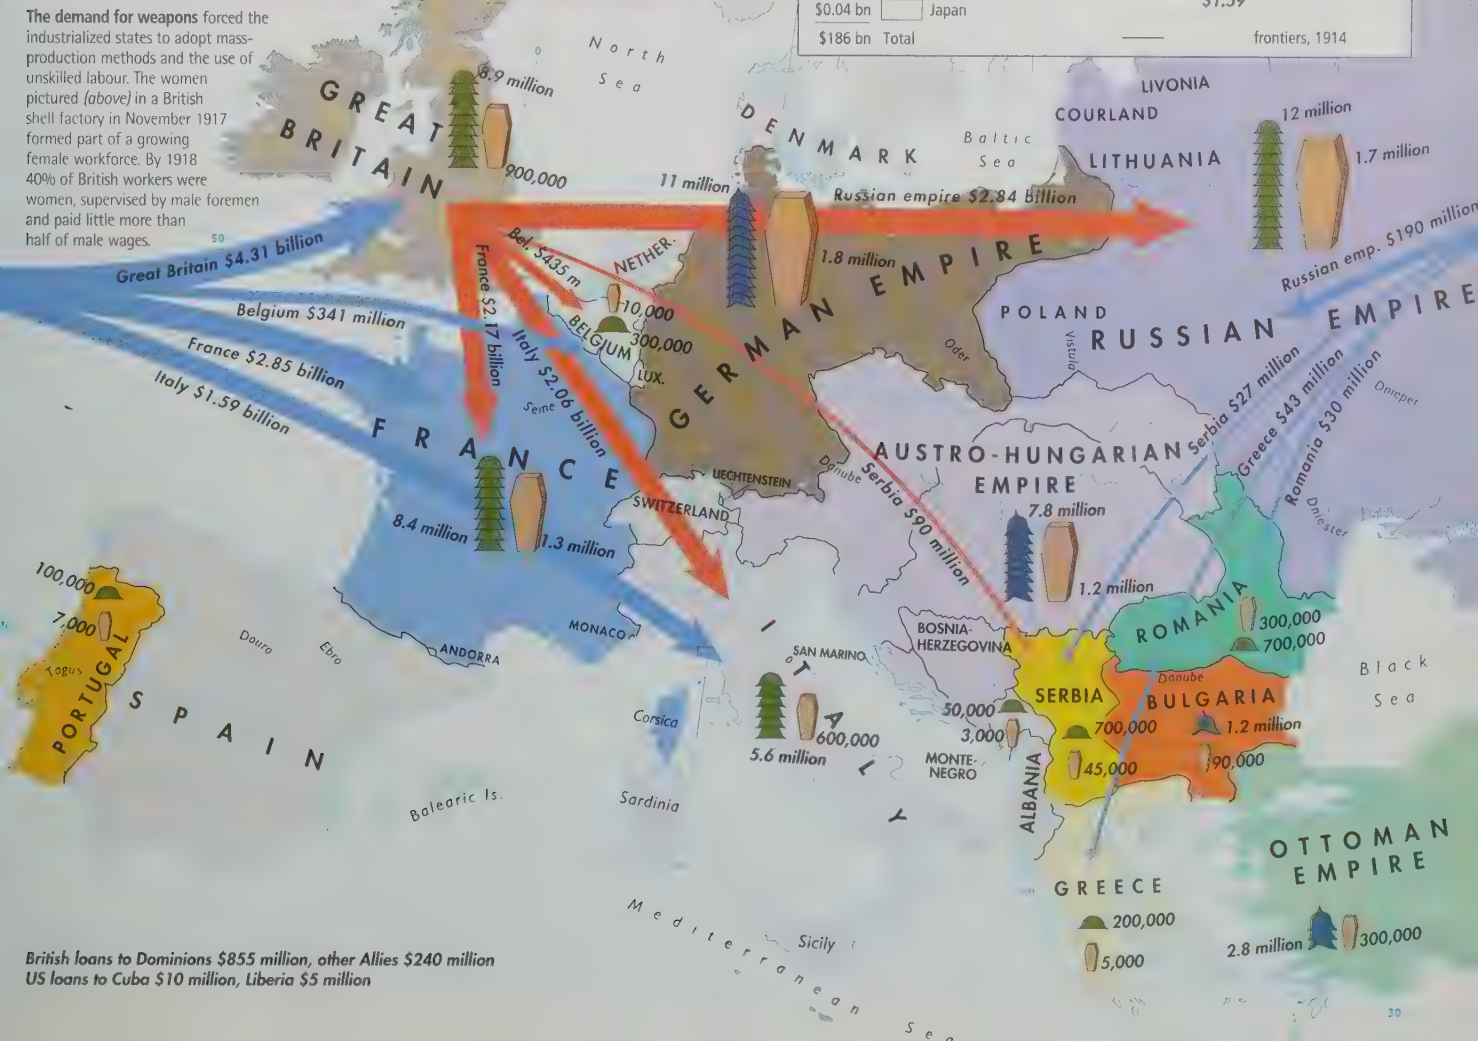 The demand for weapons forced the
industrialized states to adopt mass-
production methods and the use of
unskilled labour. The women
pictured (above) in a British
shell factory in November 1917
formed part of a growing
female workforce. By 1918
40% of British workers were
women, supervised by male foremen
and paid little more than
half of male wages.
50
$0.04 bn Japan
$186 bn Total
$1.59
frontiers, 1914
North
Sea
GREAT
BRITAIN
8.9 million
900,000
DENMARK
Baltic
Sea
LIVONIA
COURLAND
LITHUANIA
12 million
1.7 million
11 million
1.8 million
Russian empire $2.84 billion
Russian emp. $190 million
Great Britain $4.31 billion
Belgium $341 million
France $2.85 billion
Italy $1.59 billion
France $2.17 billion
Bel. $435 m
Italy $2.06 billion
NETHER.
10,000
300,000
BELGIUM
LUX.
GERMAN EMPIRE
POLAND
Vistula
Oder
RUSSIAN EMPIRE
Serbia $27 million
Greece $43 million
Romania $30 million
Dnieper
Dniester
Seine
FRANCE
8.4 million
1.3 million
LIECHTENSTEIN
SWITZERLAND
Danube
Serbia $90 million
AUSTRO-HUNGARIAN
EMPIRE
7.8 million
1.2 million
100,000
7,000
PORTUGAL
Tagus
SPAIN
Douro
Ebro
ANDORRA
MONACO
Corsica
Sardinia
Balearic Is.
ITALY
SAN MARINO
5.6 million
600,000
BOSNIA-
HERZEGOVINA
50,000
3,000
MONTE-
NEGRO
ALBANIA
SERBIA
700,000
45,000
ROMANIA
300,000
700,000
Danube
BULGARIA
1.2 million
90,000
Black
Sea
GREECE
200,000
5,000
OTTOMAN
EMPIRE
2.8 million
300,000
Sicily
Mediterranean Sea
30
British loans to Dominions $855 million, other Allies $240 million
US loans to Cuba $10 million, Liberia $5 million